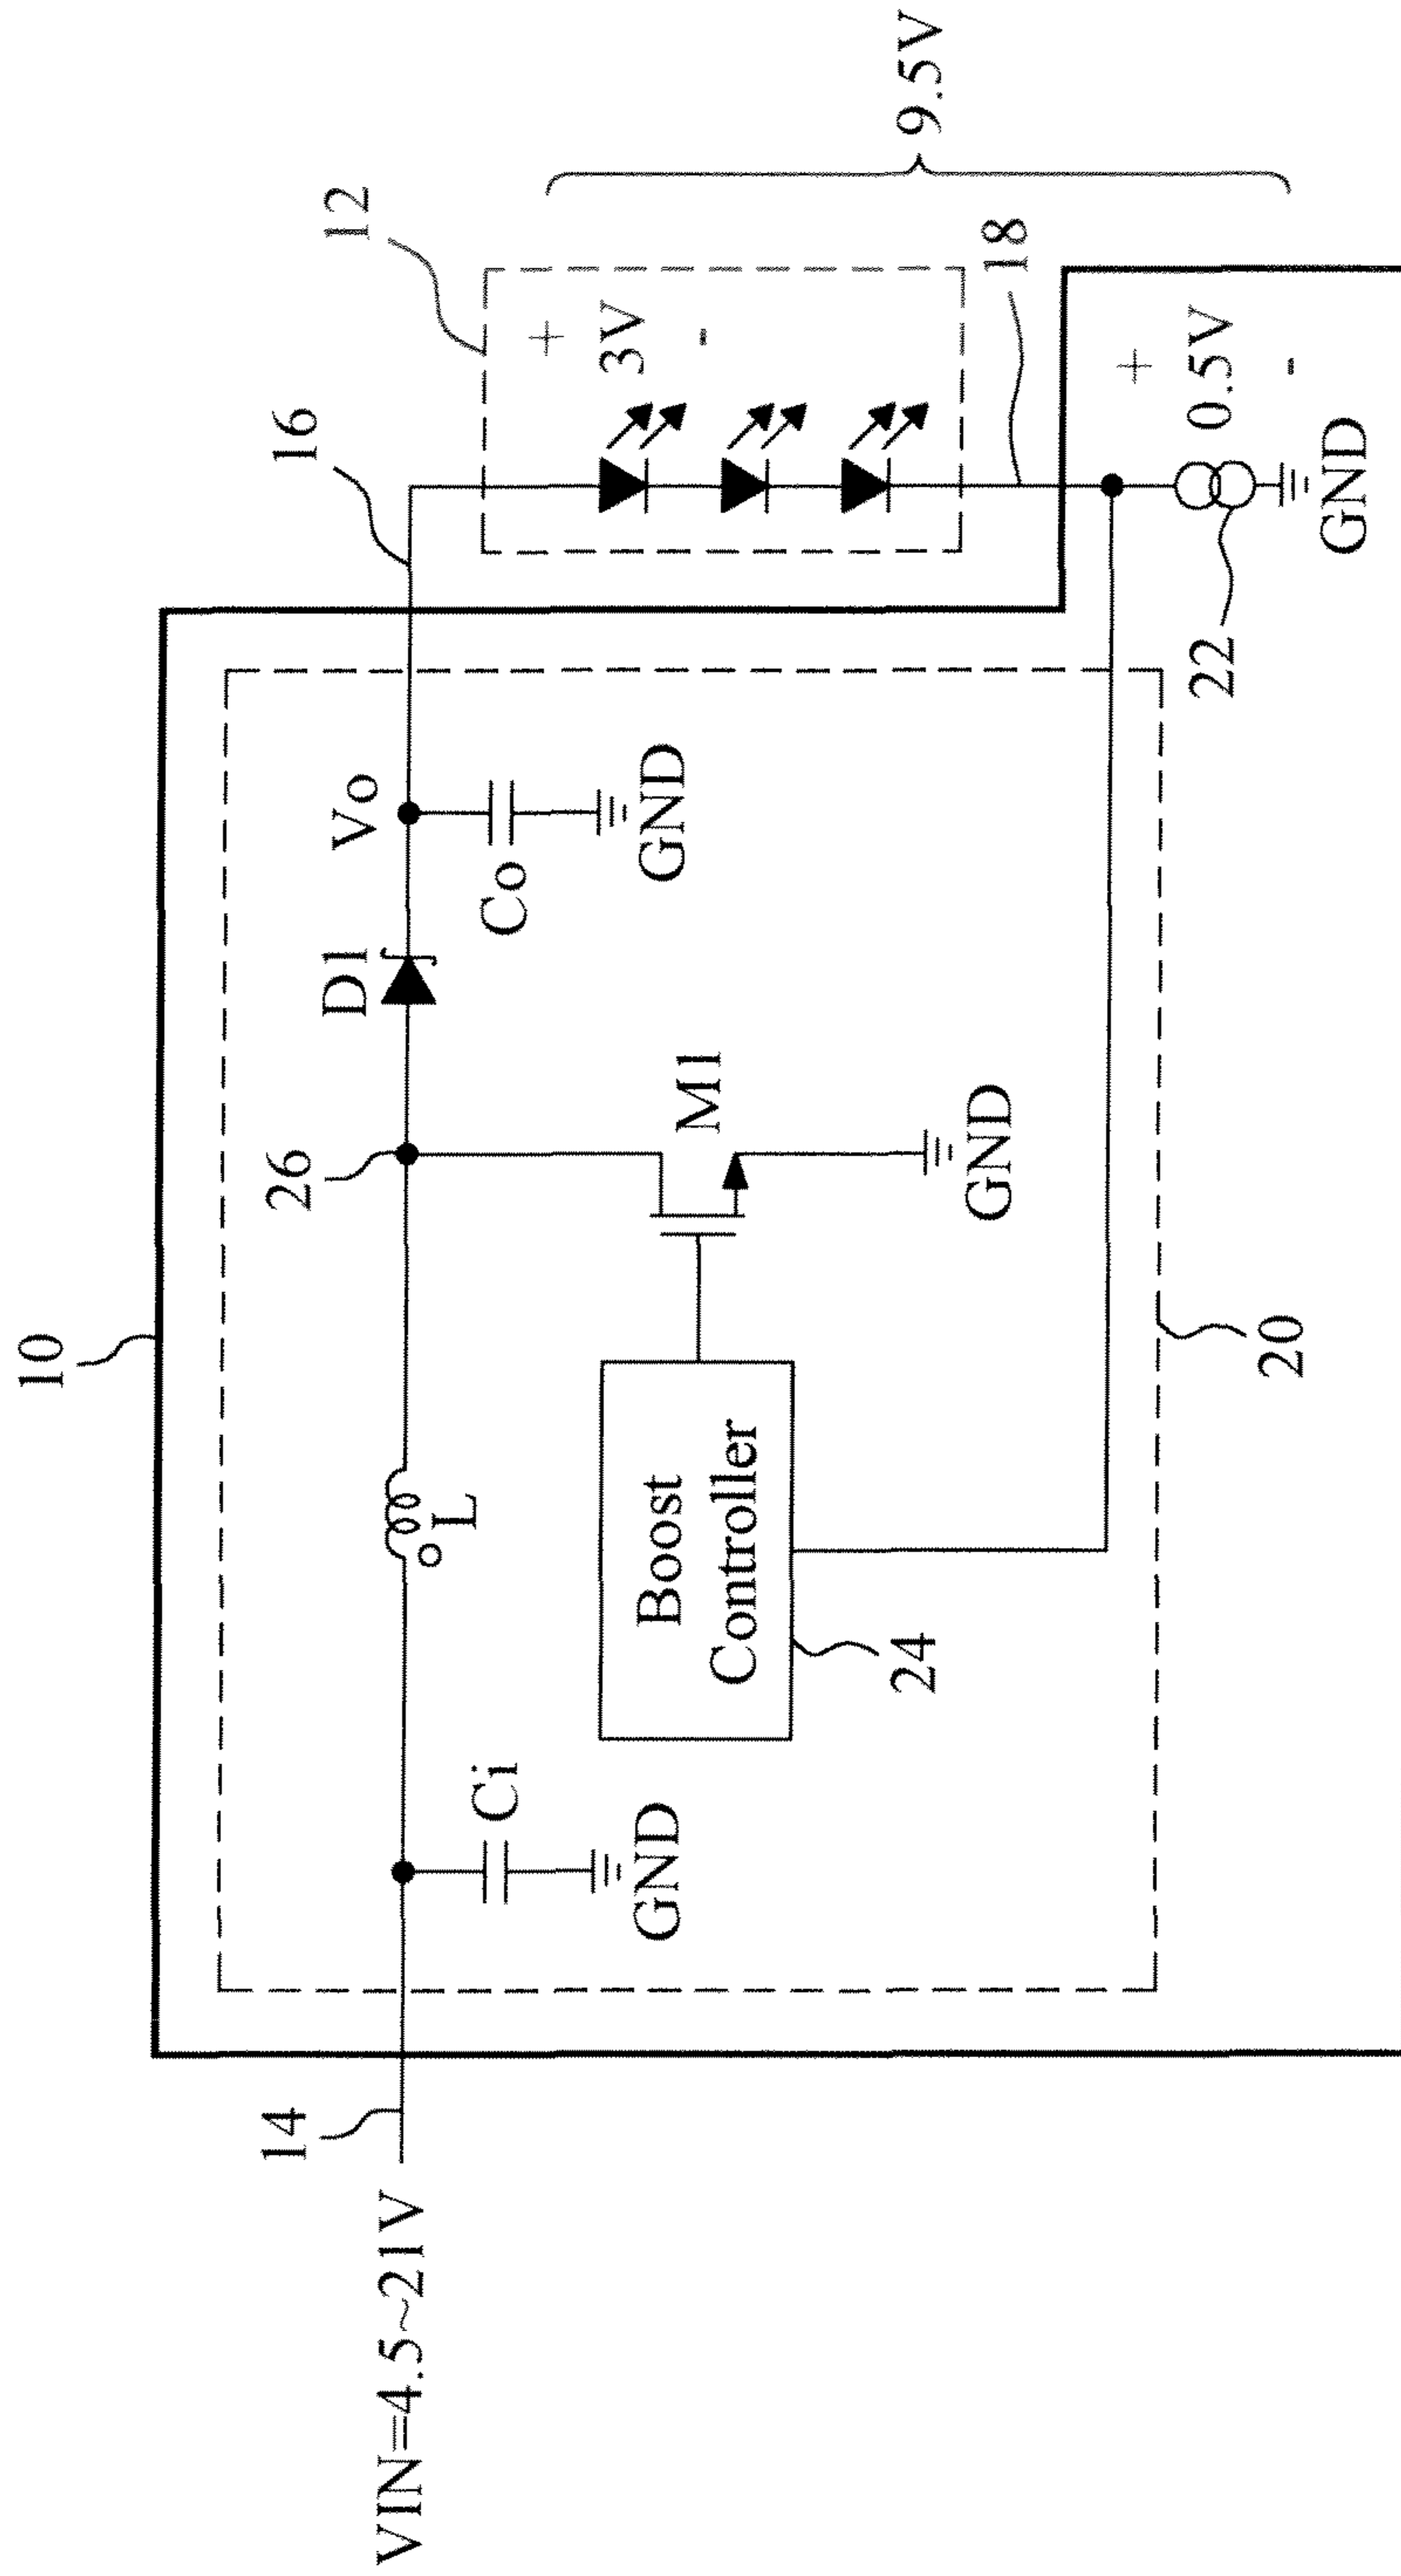 10
12
16
26
14
VIN=4.5~21V
Ci
GND
L
Boost
Controller
24
M1
GND
D1
Vo
Co
GND
20
+
3V
-
18
9.5V
+
0.5V
-
22
GND